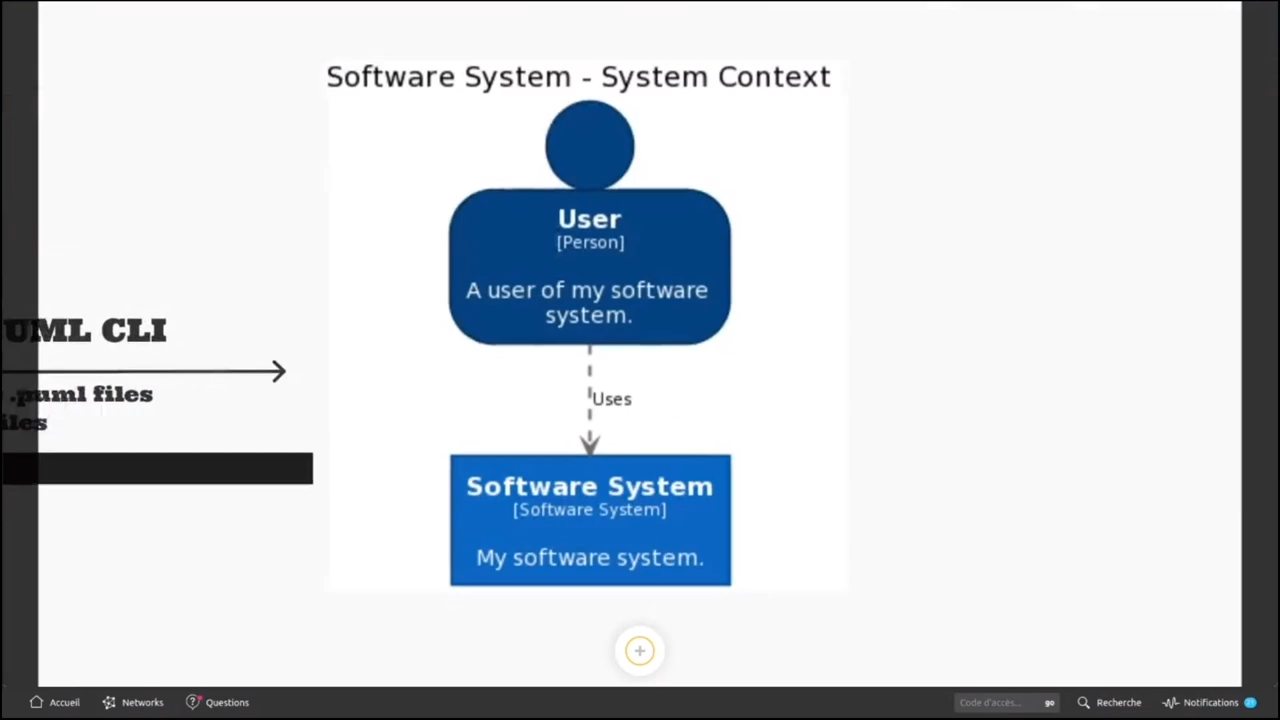 Software System - System Context
User
[Person]
A user of my software
system.
UML CLI
.puml files
Uses
Software System
[Software System]
My software system.
Accueil
Networks
Questions
Code d'accès...
go
Recherche
Notifications